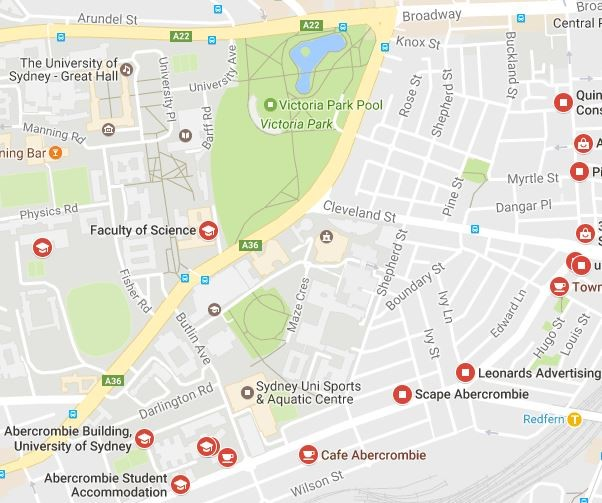 Arundel St
A22
A22
Broadway
Bro
Central P
The University of
Sydney - Great Hall
University Ave
Knox St
Buckland St
University Pl
Barff Rd
Victoria Park Pool
Victoria Park
Rose St
Shepherd St
Quin
Cons
Manning Rd
ning Bar
A
Pi
Myrtle St
Pine St
Dangar Pl
Physics Rd
Cleveland St
Faculty of Science
A36
3
S
Shepherd St
u
Fisher Rd
Boundary St
Town
Maze Cres
Ivy Ln
Edward Ln
Butlin Ave
Ivy St
Hugo St
Louis St
A36
Leonards Advertising
Darlington Rd
Sydney Uni Sports
& Aquatic Centre
Scape Abercrombie
Redfern
T
Abercrombie Building,
University of Sydney
Cafe Abercrombie
Abercrombie Student
Accommodation
Wilson St